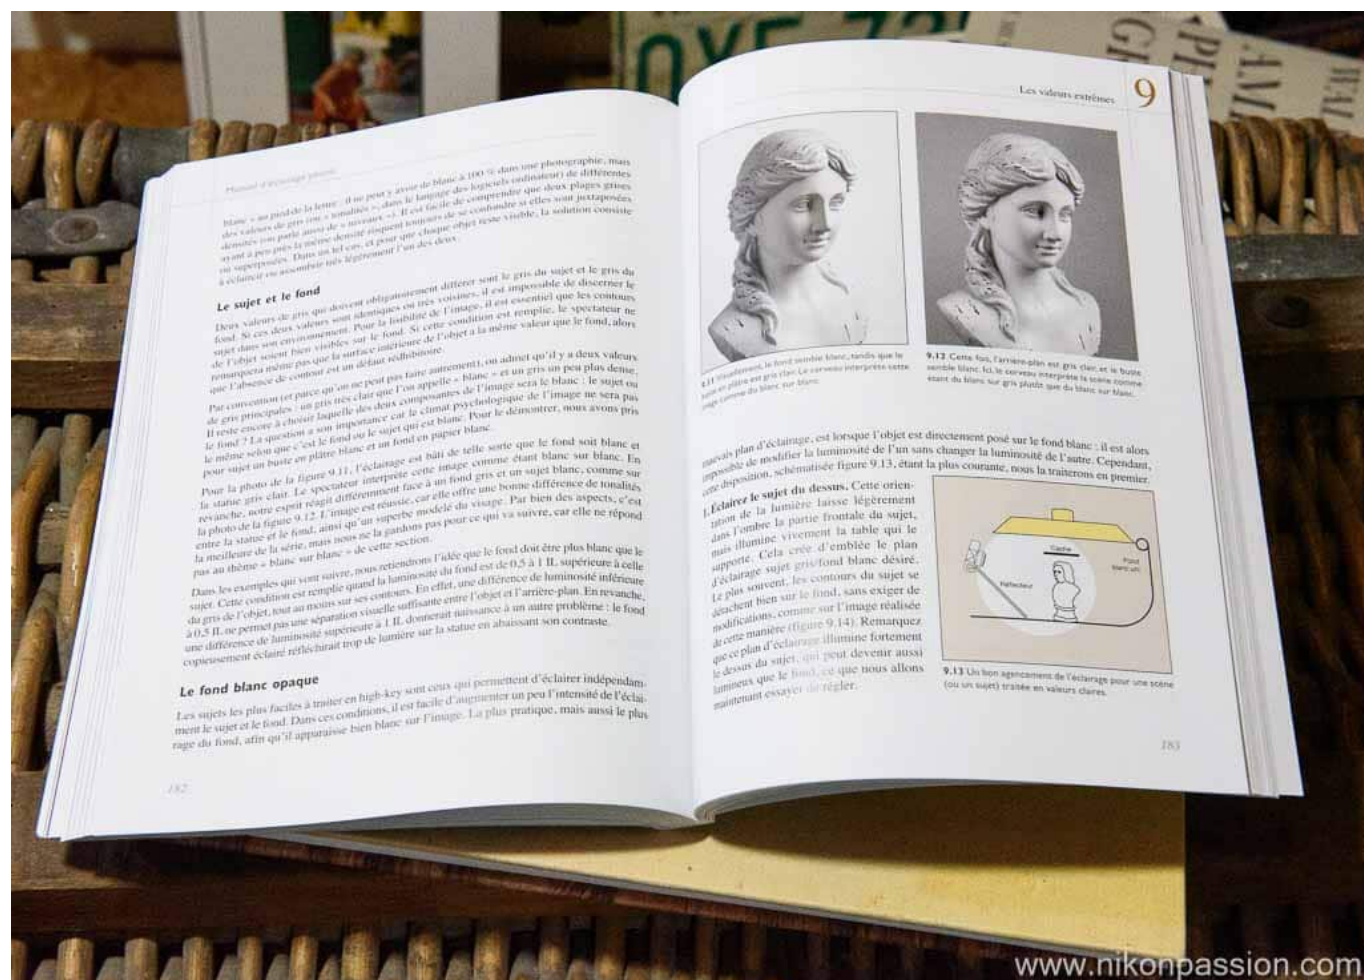 OXF 73
Manuel d'éclairage photo
blanc » au pied de la lettre : il ne peut y avoir de blanc à 100 % dans une photographie, mais
des valeurs de gris (ou « tonalités », dans le langage des logiciels ordinateur) de différentes
densités (on parle aussi de « niveaux »). Il est facile de comprendre que deux plages grises
ayant à peu près la même densité risquent toujours de se confondre si elles sont juxtaposées
ou superposées. Dans un tel cas, et pour que chaque objet reste visible, la solution consiste
à éclaircir ou assombrir très légèrement l'un des deux.
Le sujet et le fond
Deux valeurs de gris qui doivent obligatoirement différer sont le gris du sujet et le gris du
fond. Si ces deux valeurs sont identiques ou très voisines, il est impossible de discerner le
sujet dans son environnement. Pour la lisibilité de l'image, il est essentiel que les contours
de l'objet soient bien visibles sur le fond. Si cette condition est remplie, le spectateur ne
remarquera même pas que la surface intérieure de l'objet a la même valeur que le fond, alors
que l'absence de contour est un défaut rédhibitoire.
Par convention (et parce qu'on ne peut pas faire autrement), on admet qu'il y a deux valeurs
de gris principales : un gris très clair que l'on appelle « blanc » et un gris un peu plus dense.
Il reste encore à choisir laquelle des deux composantes de l'image sera le blanc : le sujet ou
le fond ? La question a son importance car le climat psychologique de l'image ne sera pas
le même selon que c'est le fond ou le sujet qui est blanc. Pour le démontrer, nous avons pris
pour sujet un buste en plâtre blanc et un fond en papier blanc.
Pour la photo de la figure 9.11, l'éclairage est bâti de telle sorte que le fond soit blanc et
la statue gris clair. Le spectateur interprète cette image comme étant blanc sur blanc. En
revanche, notre esprit réagit différemment face à un fond gris et un sujet blanc, comme sur
la photo de la figure 9.12. L'image est réussie, car elle offre une bonne différence de tonalités
entre la statue et le fond, ainsi qu'un superbe modelé du visage. Par bien des aspects, c'est
la meilleure de la série, mais nous ne la gardons pas pour ce qui va suivre, car elle ne répond
pas au thème « blanc sur blanc » de cette section.
Dans les exemples qui vont suivre, nous retiendrons l'idée que le fond doit être plus blanc que le
sujet. Cette condition est remplie quand la luminosité du fond est de 0,5 à 1 IL supérieure à celle
du gris de l'objet, tout au moins sur ses contours. En effet, une différence de luminosité inférieure
à 0,5 IL ne permet pas une séparation visuelle suffisante entre l'objet et l'arrière-plan. En revanche,
une différence de luminosité supérieure à 1 IL donnerait naissance à un autre problème : le fond
copieusement éclairé réfléchirait trop de lumière sur la statue en abaissant son contraste.
Le fond blanc opaque
Les sujets les plus faciles à traiter en high-key sont ceux qui permettent d'éclairer indépendam-
ment le sujet et le fond. Dans ces conditions, il est facile d'augmenter un peu l'intensité de l'éclai-
rage du fond, afin qu'il apparaisse bien blanc sur l'image. La plus pratique, mais aussi le plus
182
Les valeurs extrêmes 9
9.11 Visuellement, le fond semble blanc, tandis que le
buste en plâtre est gris clair. Le cerveau interprète cette
image comme du blanc sur blanc.
9.12 Cette fois, l'arrière-plan est gris clair, et le buste
semble blanc. Ici, le cerveau interprète la scène comme
étant du blanc sur gris plutôt que du blanc sur blanc.
mauvais plan d'éclairage, est lorsque l'objet est directement posé sur le fond blanc : il est alors
impossible de modifier la luminosité de l'un sans changer la luminosité de l'autre. Cependant,
cette disposition, schématisée figure 9.13, étant la plus courante, nous la traiterons en premier.
1. Éclairez le sujet du dessus. Cette orien-
tation de la lumière laisse légèrement
dans l'ombre la partie frontale du sujet,
mais illumine vivement la table qui le
supporte. Cela crée d'emblée le plan
d'éclairage sujet gris/fond blanc désiré.
Le plus souvent, les contours du sujet se
détachent bien sur le fond, sans exiger de
modifications, comme sur l'image réalisée
de cette manière (figure 9.14). Remarquez
que ce plan d'éclairage illumine fortement
le dessus du sujet, qui peut devenir aussi
lumineux que le fond, ce que nous allons
maintenant essayer de régler.
Cache
Fond
blanc uni
Réflecteur
9.13 Un bon agencement de l'éclairage pour une scène
(ou un sujet) traitée en valeurs claires.
183
www.nikonpassion.com